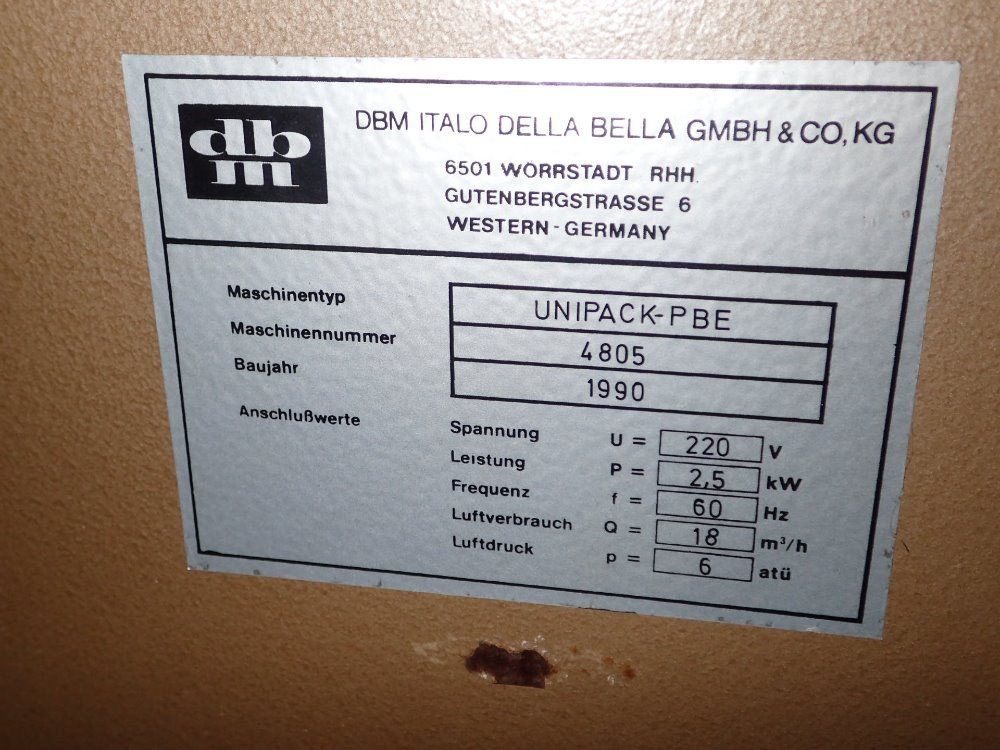 dbm
DBM ITALO DELLA BELLA GMBH & CO, KG
6501 WÖRRSTADT RHH.
GUTENBERGSTRASSE 6
WESTERN-GERMANY
Maschinentyp UNIPACK-PBE
Maschinennummer 4805
Baujahr 1990
Anschlußwerte
Spannung U = 220 V
Leistung P = 2,5 kW
Frequenz f = 60 Hz
Luftverbrauch Q = 18 m³/h
Luftdruck p = 6 atü